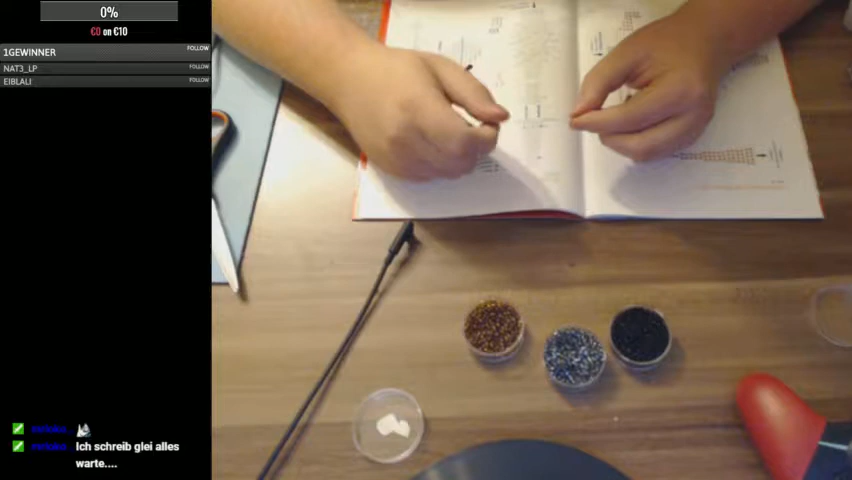 0%
€0 on €10
1GEWINNER FOLLOW
NAT3_LP FOLLOW
EIBLALI FOLLOW
Ich schreib glei alles
warte....